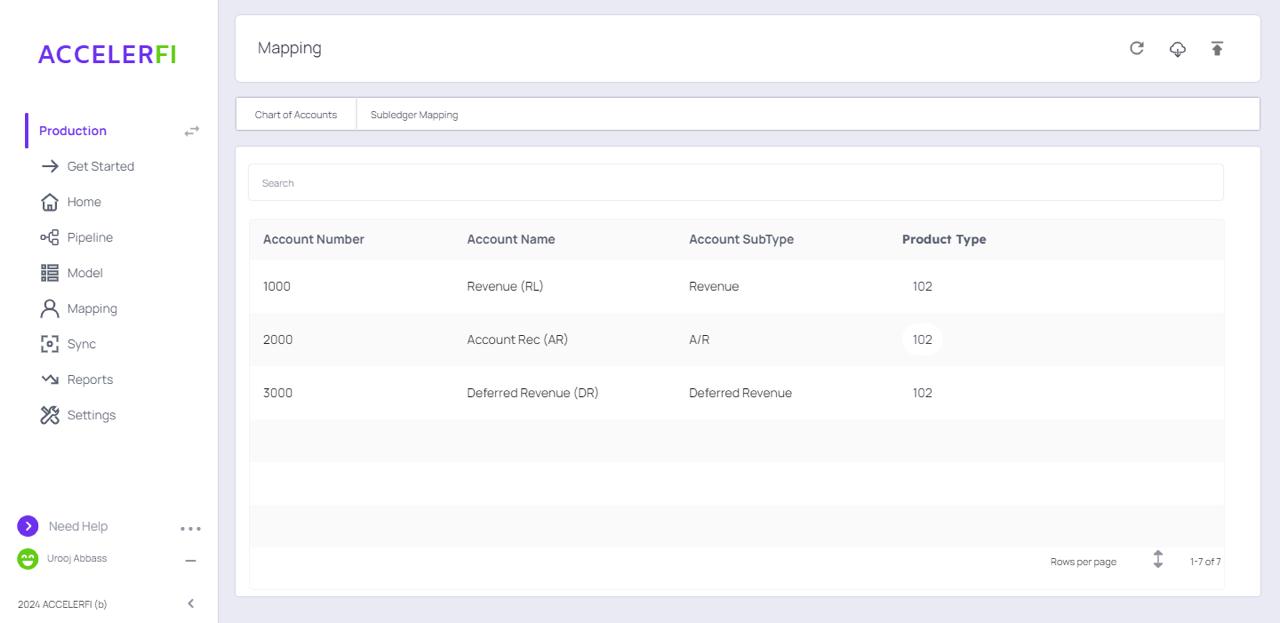 ACCELERFI
Production
Get Started
Home
Pipeline
Model
Mapping
Sync
Reports
Settings
Need Help
Urooj Abbass
2024 ACCELERFI (b)
Mapping
Chart of Accounts Subledger Mapping
Search
Account Number Account Name Account SubType Product Type
1000 Revenue (RL) Revenue 102
2000 Account Rec (AR) A/R 102
3000 Deferred Revenue (DR) Deferred Revenue 102
Rows per page 1-7 of 7